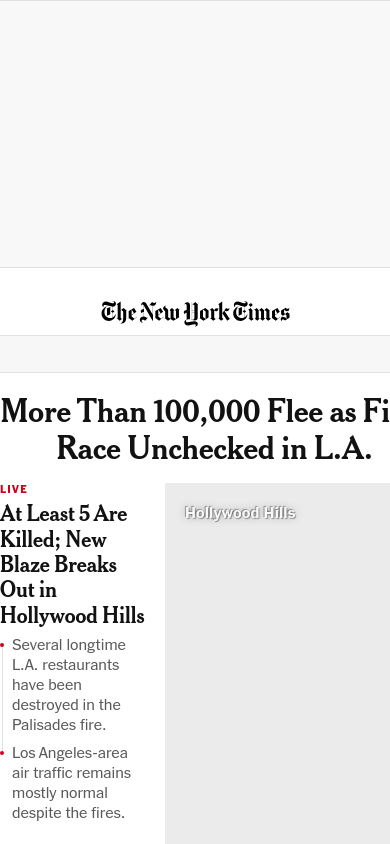 The New York Times
More Than 100,000 Flee as Fi
Race Unchecked in L.A.
LIVE
At Least 5 Are
Killed; New
Blaze Breaks
Out in
Hollywood Hills
Several longtime
L.A. restaurants
have been
destroyed in the
Palisades fire.
Los Angeles-area
air traffic remains
mostly normal
despite the fires.
Hollywood Hills